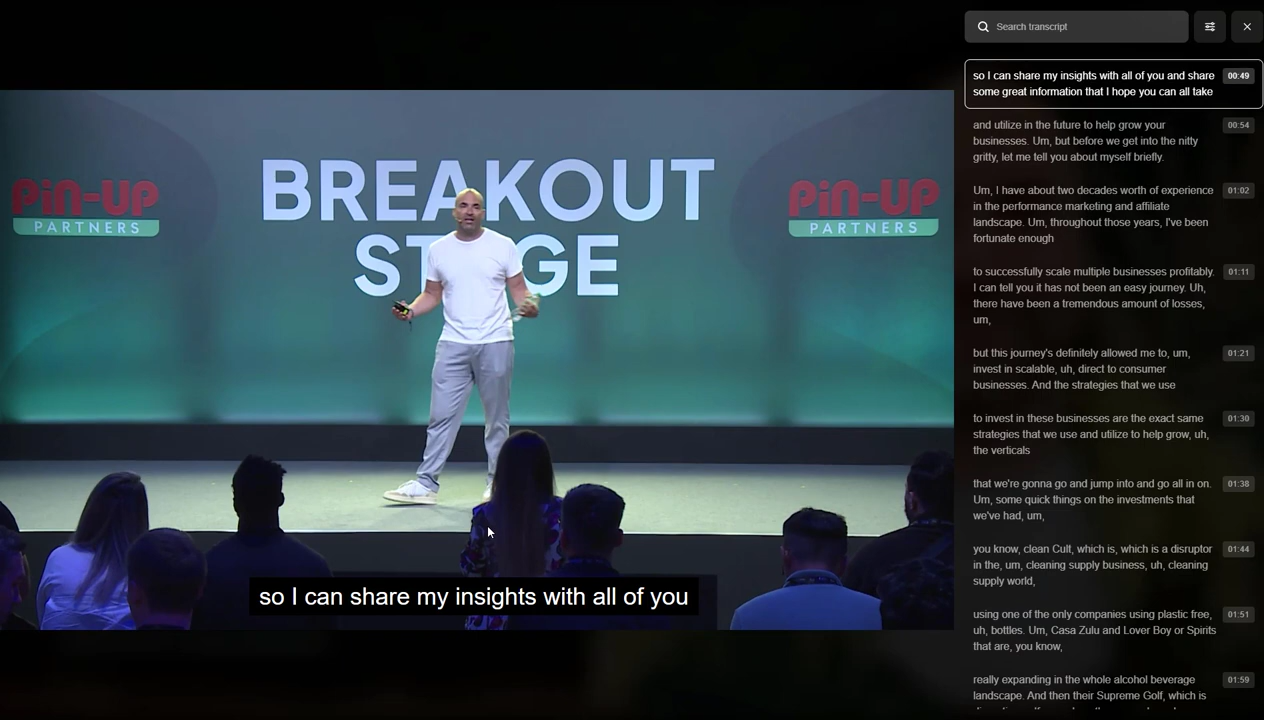 Search transcript
so I can share my insights with all of you and share 00:49
some great information that I hope you can all take
and utilize in the future to help grow your 00:54
businesses. Um, but before we get into the nitty
gritty, let me tell you about myself briefly.
Um, I have about two decades worth of experience 01:02
in the performance marketing and affiliate
landscape. Um, throughout those years, I've been
fortunate enough
to successfully scale multiple businesses profitably. 01:11
I can tell you it has not been an easy journey. Uh,
there have been a tremendous amount of losses,
um,
but this journey's definitely allowed me to, um, 01:21
invest in scalable, uh, direct to consumer
businesses. And the strategies that we use
to invest in these businesses are the exact same 01:30
strategies that we use and utilize to help grow, uh,
the verticals
that we're gonna go and jump into and go all in on. 01:38
Um, some quick things on the investments that
we've had, um,
you know, clean Cult, which is, which is a disruptor 01:44
in the, um, cleaning supply business, uh, cleaning
supply world,
using one of the only companies using plastic free, 01:51
uh, bottles. Um, Casa Zulu and Lover Boy or Spirits
that are, you know,
really expanding in the whole alcohol beverage 01:59
landscape. And then their Supreme Golf, which is
BREAKOUT
ST GE
PiN-UP
PARTNERS
PiN-UP
PARTNERS
so I can share my insights with all of you